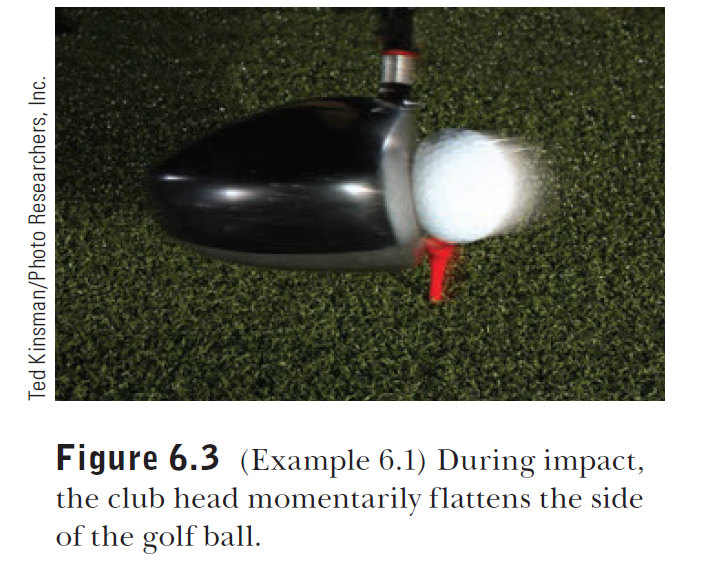 Ted Kinsman/Photo Researchers, Inc.
Figure 6.3 (Example 6.1) During impact,
the club head momentarily flattens the side
of the golf ball.